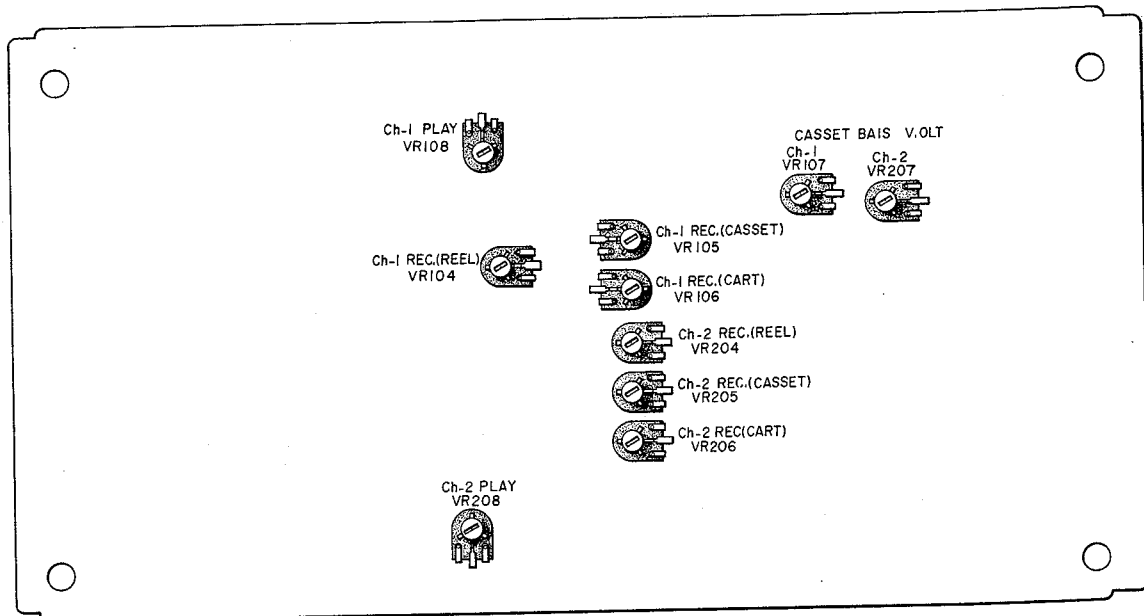 Ch-1 PLAY
VR108
CASSET BAIS V.OLT
Ch-1
VR107
Ch-2
VR207
Ch-1 REC.(CASSET)
VR105
Ch-1 REC.(REEL)
VR104
Ch-1 REC.(CART)
VR106
Ch-2 REC.(REEL)
VR204
Ch-2 REC.(CASSET)
VR205
Ch-2 REC(CART)
VR206
Ch-2 PLAY
VR208